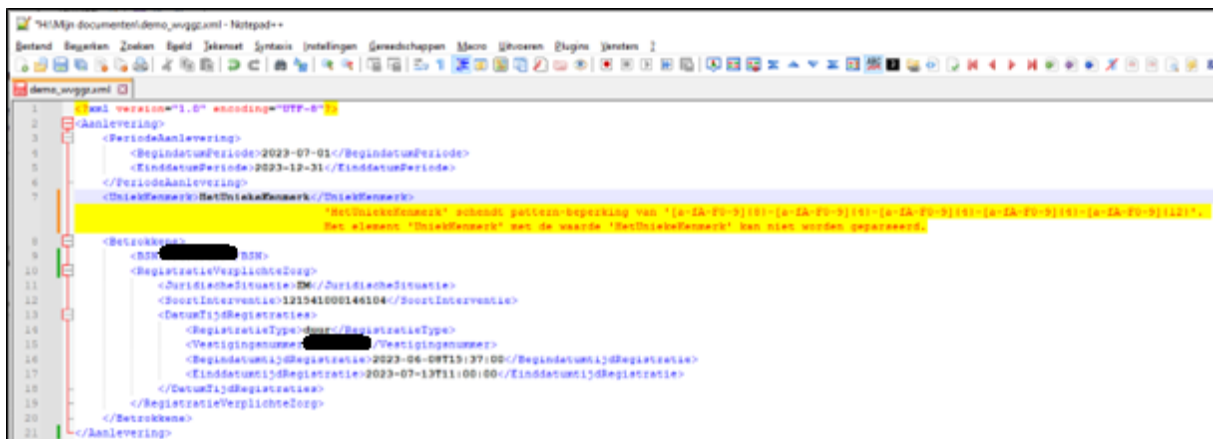 *H:\Mijn documenten\demo_wvggz.xml - Notepad++
Bestand Bewerken Zoeken Beeld Tekenset Syntaxis Instellingen Gereedschappen Macro Uitvoeren Plugins Vensters ?
demo_wvggz.xml
1 <?xml version="1.0" encoding="UTF-8"?>
2 <Aanlevering>
3 <PeriodeAanlevering>
4 <BegindatumPeriode>2023-07-01</BegindatumPeriode>
5 <EinddatumPeriode>2023-12-31</EinddatumPeriode>
6 </PeriodeAanlevering>
7 <UniekKenmerk>HetUniekeKenmerk</UniekKenmerk>
'HetUniekeKenmerk' schendt pattern-beperking van '[a-fA-F0-9]{8}-[a-fA-F0-9]{4}-[a-fA-F0-9]{4}-[a-fA-F0-9]{4}-[a-fA-F0-9]{12}'.
Het element 'UniekKenmerk' met de waarde 'HetUniekeKenmerk' kan niet worden geparseerd.
8 <Betrokkene>
9 <BSN /BSN>
10 <RegistratieVerplichteZorg>
11 <JuridischeSituatie>ZM</JuridischeSituatie>
12 <SoortInterventie>121541000146104</SoortInterventie>
13 <DatumTijdRegistraties>
14 <RegistratieType>duur</RegistratieType>
15 <Vestigingsnummer /Vestigingsnummer>
16 <BegindatumtijdRegistratie>2023-06-08T15:37:00</BegindatumtijdRegistratie>
17 <EinddatumtijdRegistratie>2023-07-13T11:00:00</EinddatumtijdRegistratie>
18 </DatumTijdRegistraties>
19 </RegistratieVerplichteZorg>
20 </Betrokkene>
21 </Aanlevering>